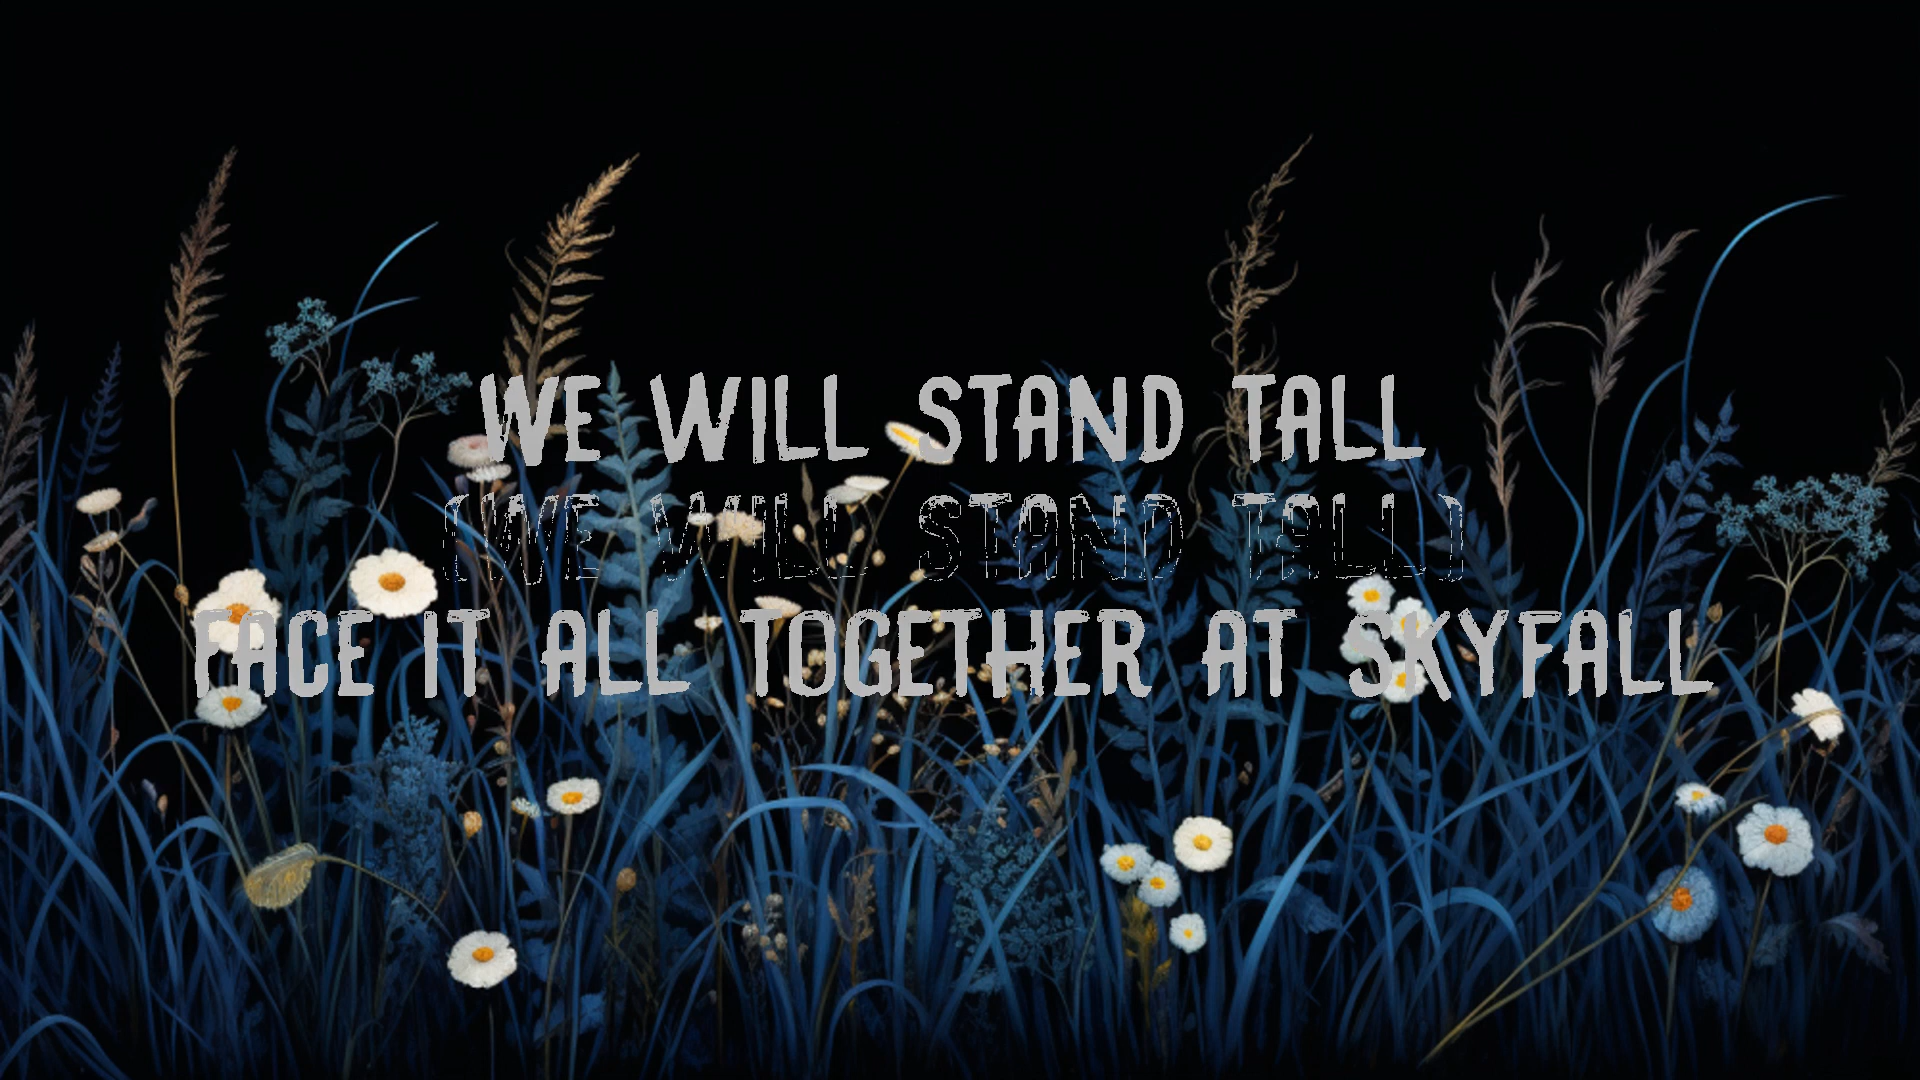 WE WILL STAND TALL
(WE WILL STAND TALL)
FACE IT ALL TOGETHER AT SKYFALL